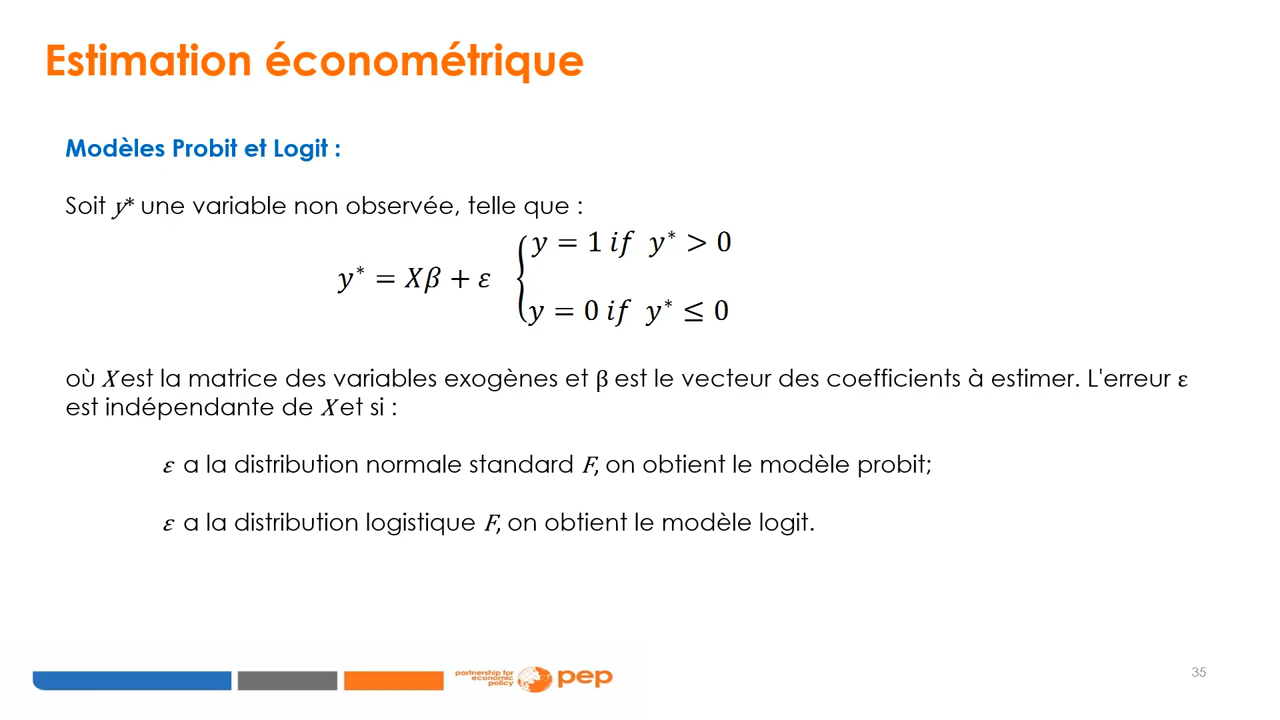 Estimation économétrique
Modèles Probit et Logit :
Soit y* une variable non observée, telle que :
y = 1 if y* > 0
y* = Xβ + ε
y = 0 if y* ≤ 0
où X est la matrice des variables exogènes et β est le vecteur des coefficients à estimer. L'erreur ε
est indépendante de X et si :
ε a la distribution normale standard F, on obtient le modèle probit;
ε a la distribution logistique F, on obtient le modèle logit.
partnership for
economic
policy
pep
35